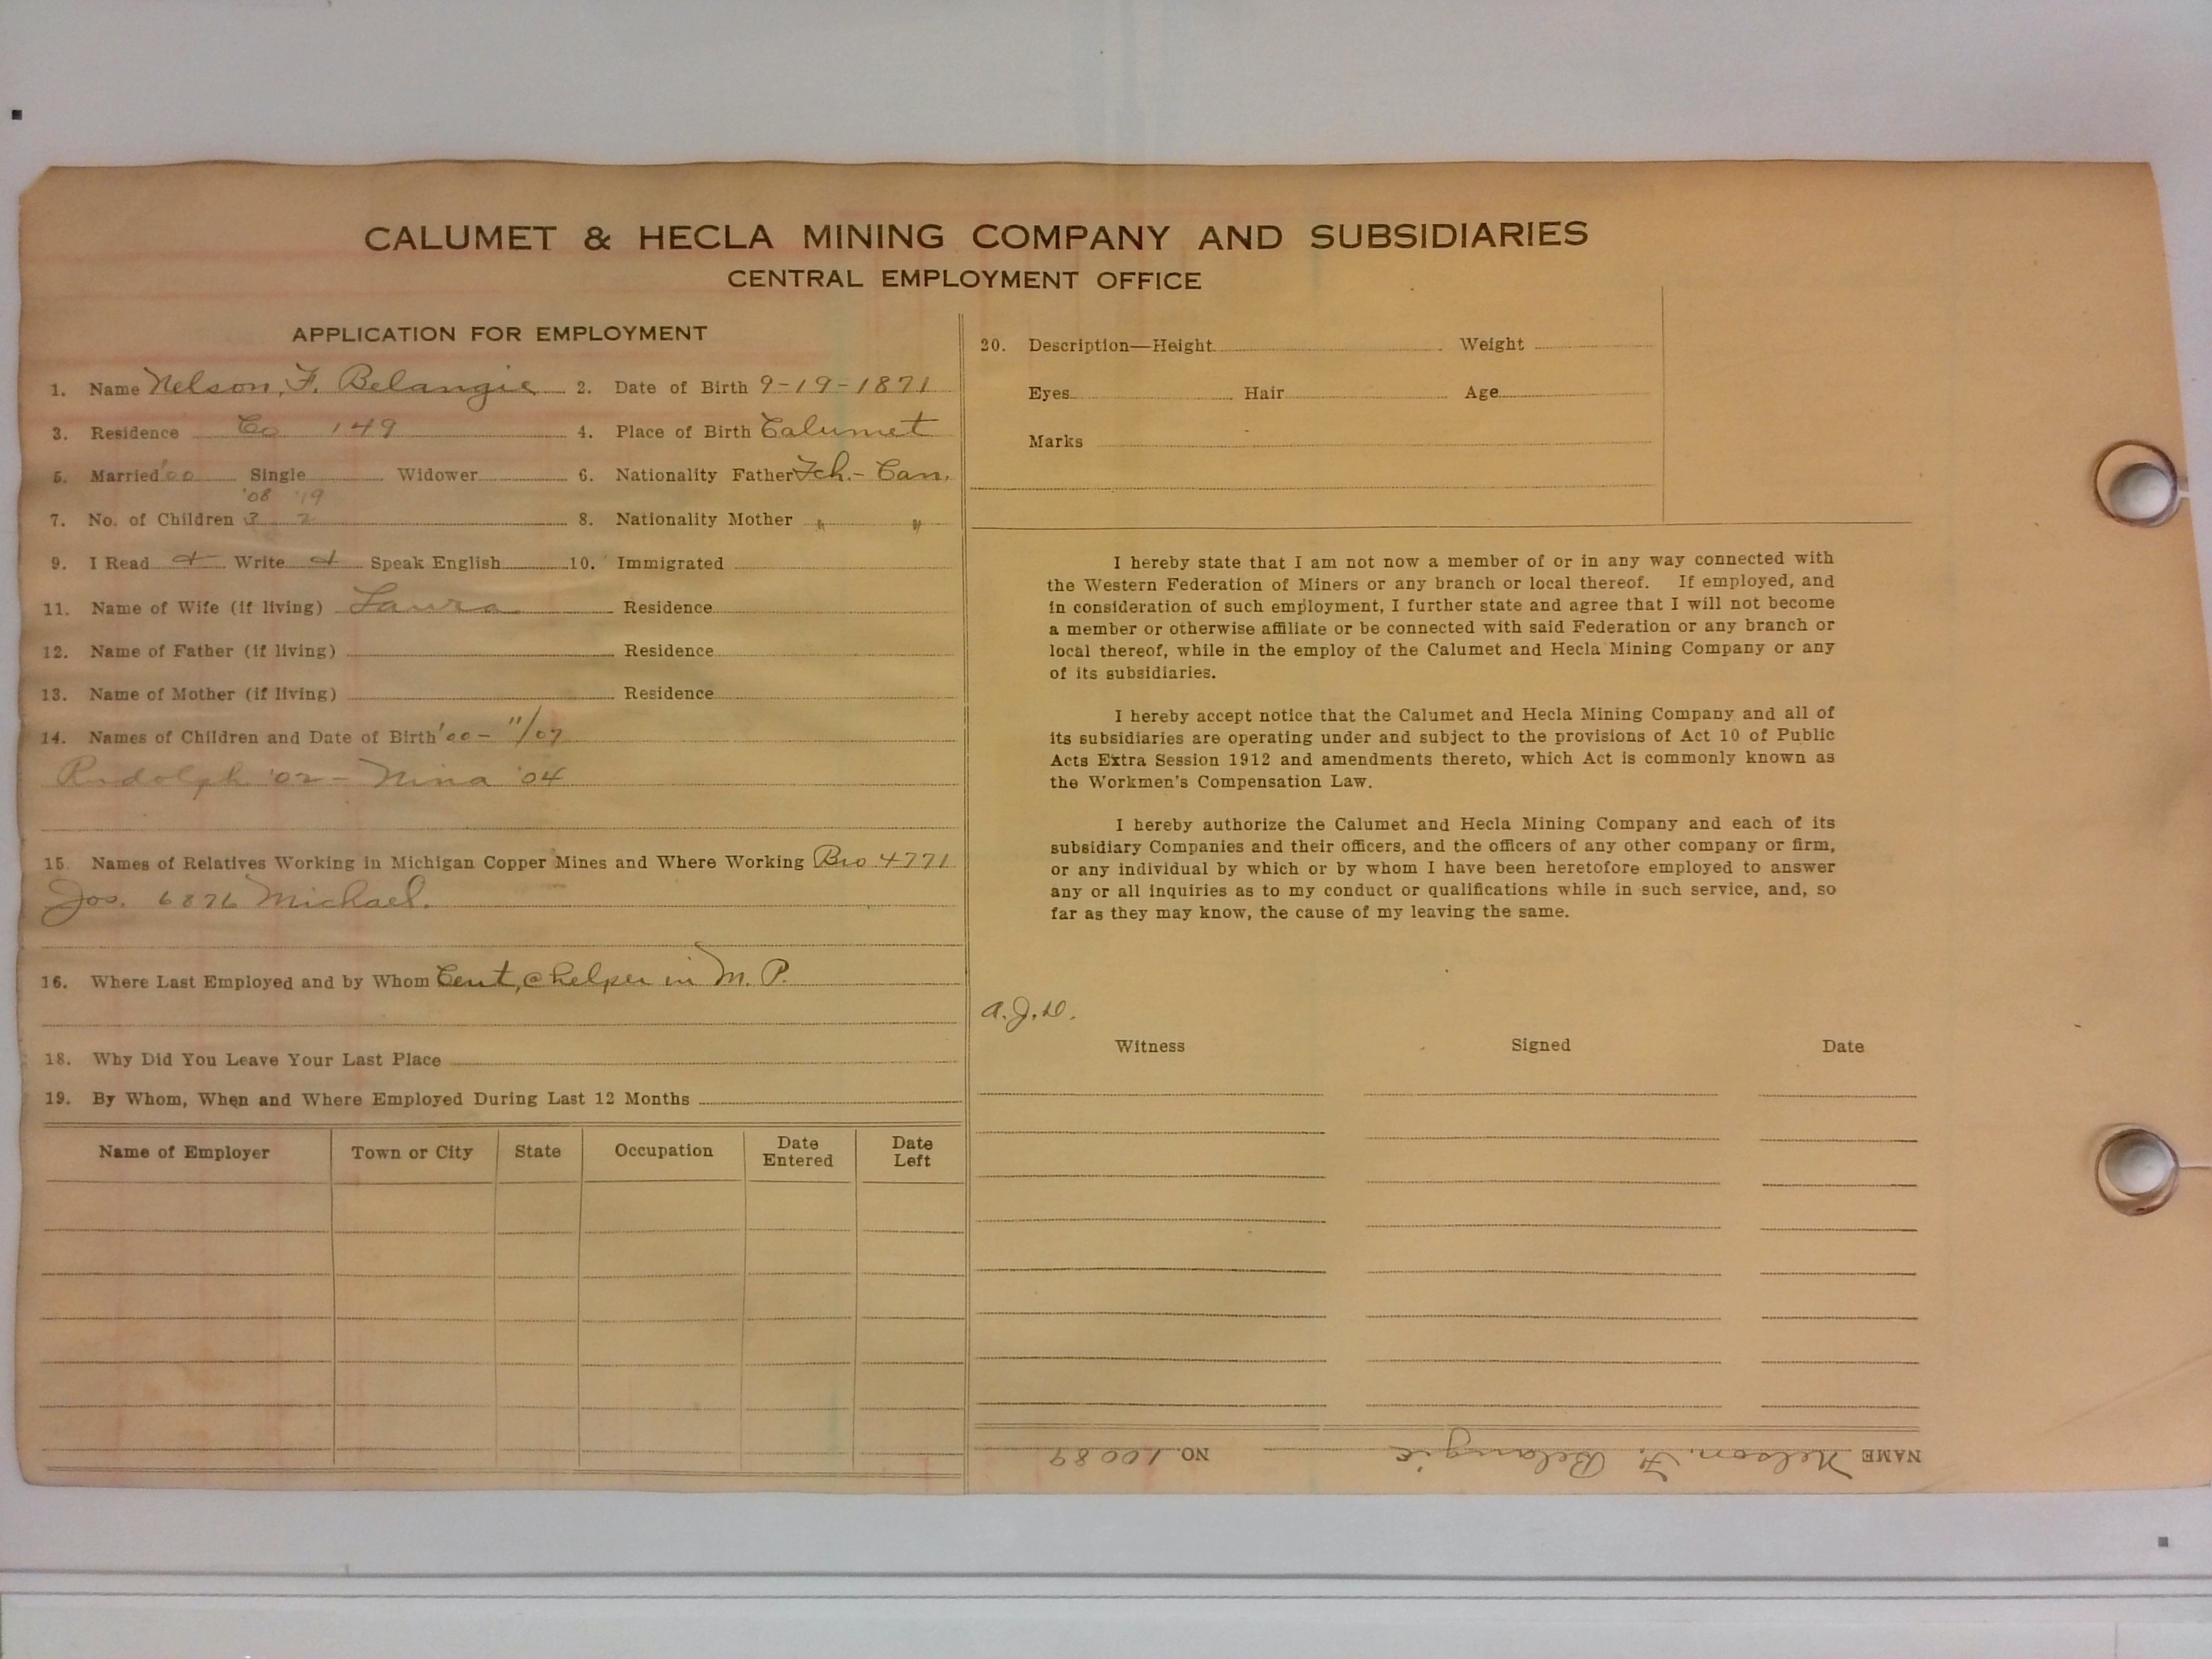 CALUMET & HECLA MINING COMPANY AND SUBSIDIARIES
CENTRAL EMPLOYMENT OFFICE
APPLICATION FOR EMPLOYMENT
1. Name Nelson, F. Belangie 2. Date of Birth 9-19-1871
3. Residence Co 149 4. Place of Birth Calumet
5. Married '00 Single Widower 6. Nationality Father Fch.- Can.
'08 '19
7. No. of Children 3 2 8. Nationality Mother " "
9. I Read + Write + Speak English 10. Immigrated
11. Name of Wife (if living) Laura Residence
12. Name of Father (if living) Residence
13. Name of Mother (if living) Residence
14. Names of Children and Date of Birth '00 - 11/07
Rudolph '02 - Nina '04
15. Names of Relatives Working in Michigan Copper Mines and Where Working Bro 4771
Jos. 6876 Michael.
16. Where Last Employed and by Whom Cent, @ helper in M. P.
18. Why Did You Leave Your Last Place
19. By Whom, When and Where Employed During Last 12 Months
Name of Employer Town or City State Occupation Date Entered Date Left
20. Description—Height Weight
Eyes Hair Age
Marks
I hereby state that I am not now a member of or in any way connected with
the Western Federation of Miners or any branch or local thereof. If employed, and
in consideration of such employment, I further state and agree that I will not become
a member or otherwise affiliate or be connected with said Federation or any branch or
local thereof, while in the employ of the Calumet and Hecla Mining Company or any
of its subsidiaries.
I hereby accept notice that the Calumet and Hecla Mining Company and all of
its subsidiaries are operating under and subject to the provisions of Act 10 of Public
Acts Extra Session 1912 and amendments thereto, which Act is commonly known as
the Workmen's Compensation Law.
I hereby authorize the Calumet and Hecla Mining Company and each of its
subsidiary Companies and their officers, and the officers of any other company or firm,
or any individual by which or by whom I have been heretofore employed to answer
any or all inquiries as to my conduct or qualifications while in such service, and, so
far as they may know, the cause of my leaving the same.
A.J.D.
Witness Signed Date
NAME Nelson, F. Belangie NO. 10089